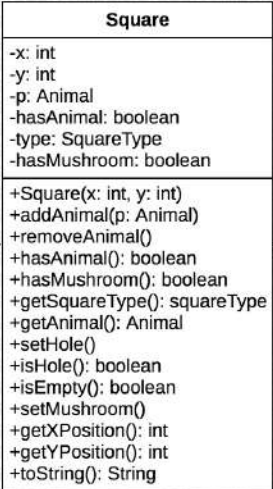 Square
-x: int
-y: int
-p: Animal
-hasAnimal: boolean
-type: SquareType
-hasMushroom: boolean
+Square(x: int, y: int)
+addAnimal(p: Animal)
+removeAnimal()
+hasAnimal(): boolean
+hasMushroom(): boolean
+getSquareType(): squareType
+getAnimal(): Animal
+setHole()
+isHole(): boolean
+isEmpty(): boolean
+setMushroom()
+getXPosition(): int
+getYPosition(): int
+toString(): String